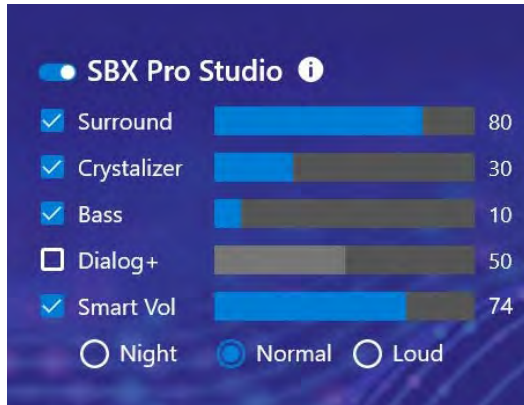 SBX Pro Studio i
Surround 80
Crystalizer 30
Bass 10
Dialog+ 50
Smart Vol 74
Night Normal Loud